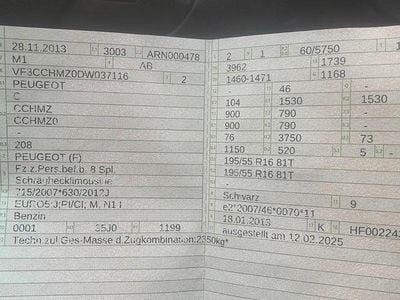 28.11.2013 3003 ARN000478
M1 AB
VF3CCHMZ0DW037116 2
PEUGEOT
C
CCHMZ
CCHMZ0
-
208
PEUGEOT (F)
Fz.z.Pers.bef.b. 8 Spl.
Schräghecklimousine
715/2007*630/2012J
EURO5;J;PI/CI; M, N1 I
Benzin
0001 35J0 1199
Techn.zul Ges-Masse d.Zugkombination:2350kg*
2 1 60/5750
3962 1739
1460-1471 1168
- 46 -
104 1530 1530
900 790 -
900 790 -
76 3750 73
1150 520 5 -
195/55 R16 81T
195/55 R16 81T
-
Schwarz 9
e2*2007/46*0079*11
18.01.2013 K
ausgestellt am 12.02.2025